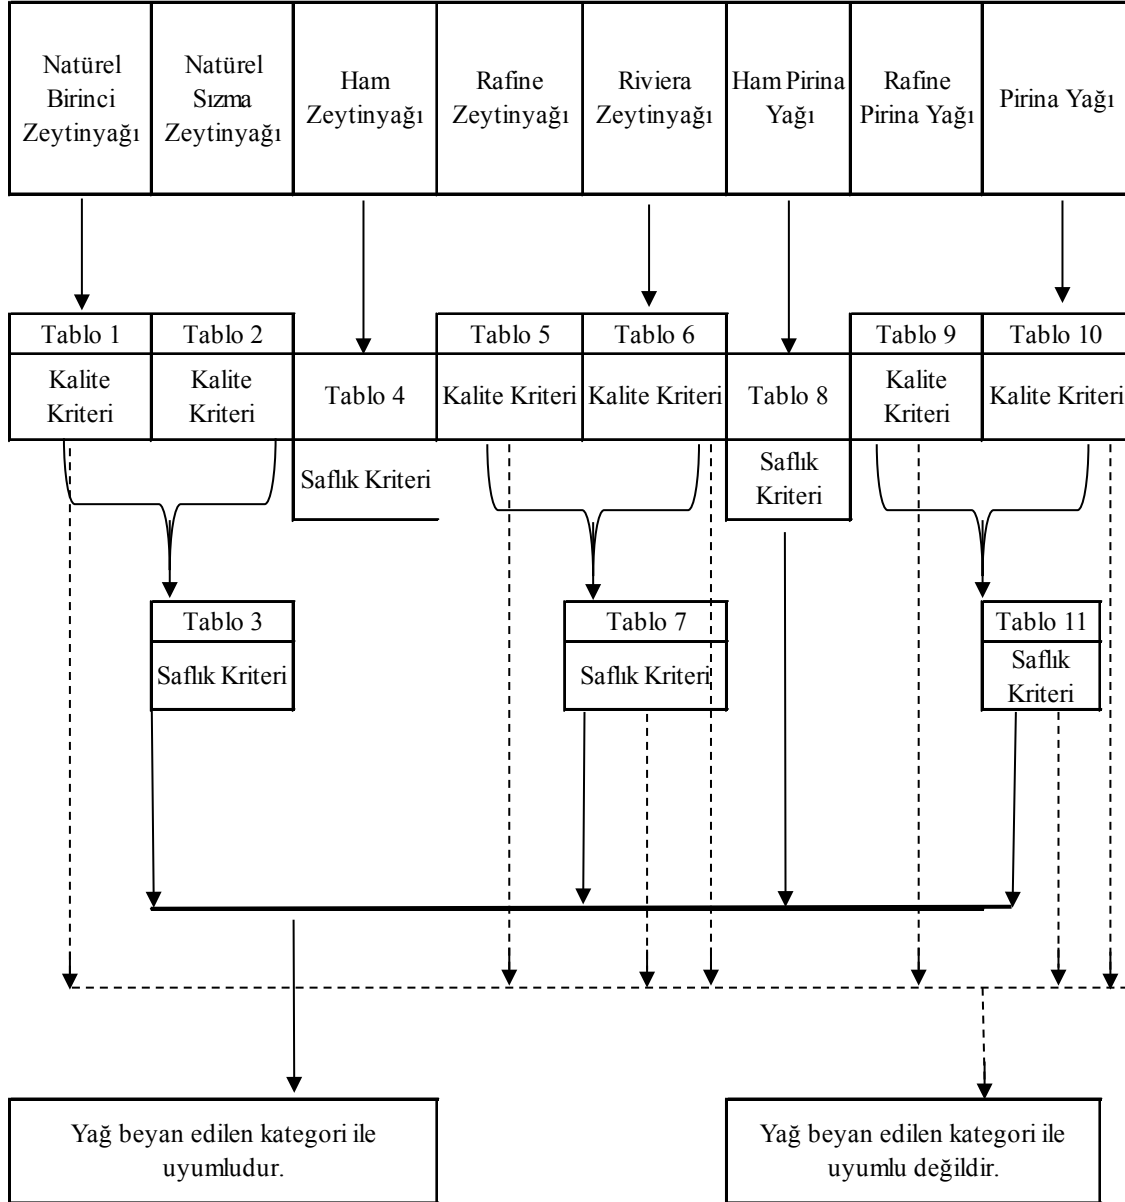 Natürel
Birinci
Zeytinyağı
Natürel
Sızma
Zeytinyağı
Ham
Zeytinyağı
Rafine
Zeytinyağı
Riviera
Zeytinyağı
Ham Pirina
Yağı
Rafine
Pirina Yağı
Pirina Yağı
Tablo 1
Tablo 2
Tablo 5
Tablo 6
Tablo 9
Tablo 10
Kalite
Kriteri
Kalite
Kriteri
Tablo 4
Kalite Kriteri
Kalite Kriteri
Tablo 8
Kalite
Kriteri
Kalite Kriteri
Saflık Kriteri
Saflık
Kriteri
Tablo 3
Tablo 7
Tablo 11
Saflık Kriteri
Saflık Kriteri
Saflık
Kriteri
Yağ beyan edilen kategori ile
uyumludur.
Yağ beyan edilen kategori ile
uyumlu değildir.